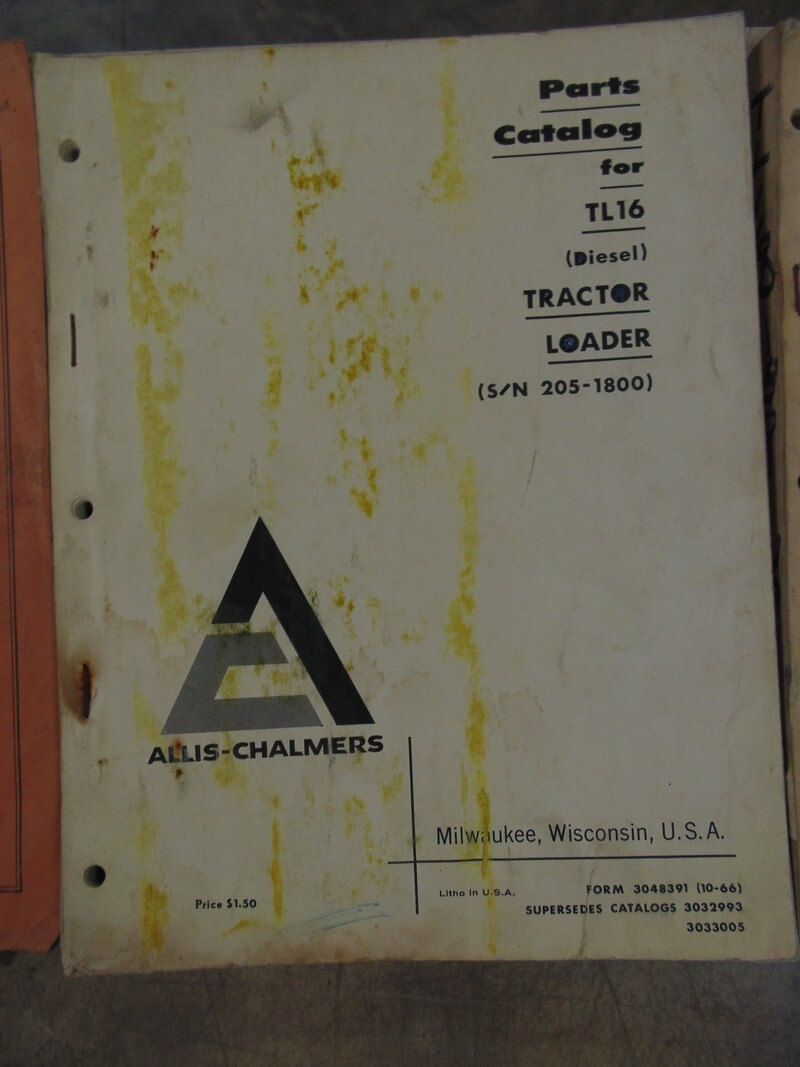 Parts
Catalog
for
TL16
(Diesel)
TRACTOR
LOADER
(S/N 205-1800)
ALLIS-CHALMERS
Milwaukee, Wisconsin, U.S.A.
Litho in U.S.A.
FORM 3048391 (10-66)
SUPERSEDES CATALOGS 3032993
3033005
Price $1.50